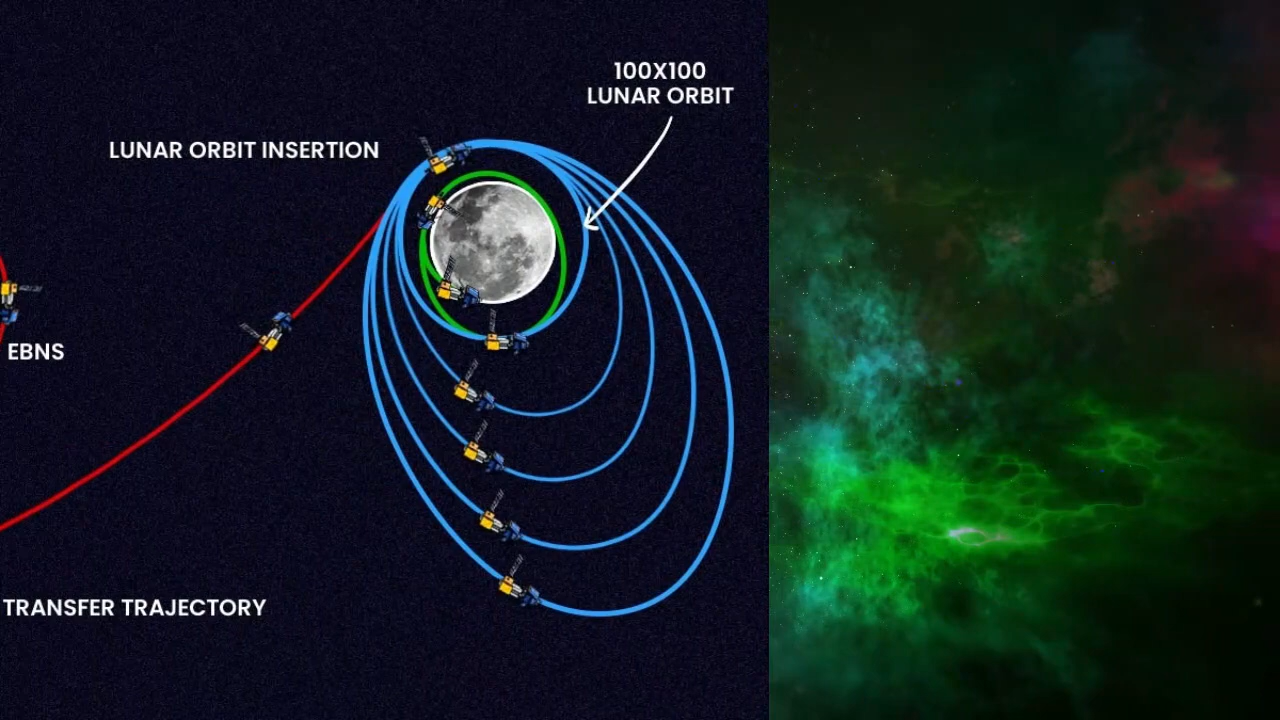 100X100
LUNAR ORBIT
LUNAR ORBIT INSERTION
EBNS
TRANSFER TRAJECTORY